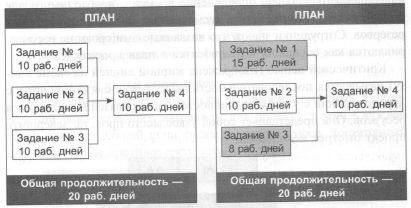 ПЛАН
Задание № 1
10 раб. дней
Задание № 2
10 раб. дней
Задание № 3
10 раб. дней
Задание № 4
10 раб. дней
Общая продолжительность —
20 раб. дней
ПЛАН
Задание № 1
15 раб. дней
Задание № 2
10 раб. дней
Задание № 3
8 раб. дней
Задание № 4
10 раб. дней
Общая продолжительность —
20 раб. дней